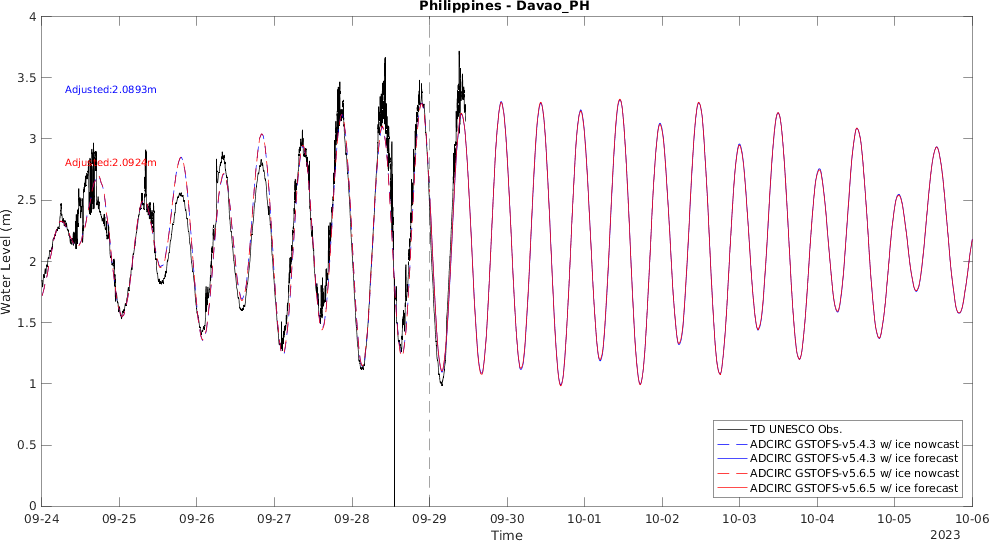 Philippines - Davao_PH
4
3.5
3
2.5
2
1.5
1
0.5
0
Water Level (m)
Adjusted:2.0893m
Adjusted:2.0924m
TD UNESCO Obs.
ADCIRC GSTOFS-v5.4.3 w/ ice nowcast
ADCIRC GSTOFS-v5.4.3 w/ ice forecast
ADCIRC GSTOFS-v5.6.5 w/ ice nowcast
ADCIRC GSTOFS-v5.6.5 w/ ice forecast
09-24 09-25 09-26 09-27 09-28 09-29 09-30 10-01 10-02 10-03 10-04 10-05 10-06
Time
2023